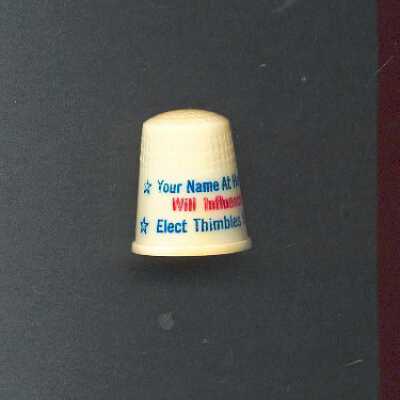 ☆ Your Name At
Will
☆ Elect Thimbles